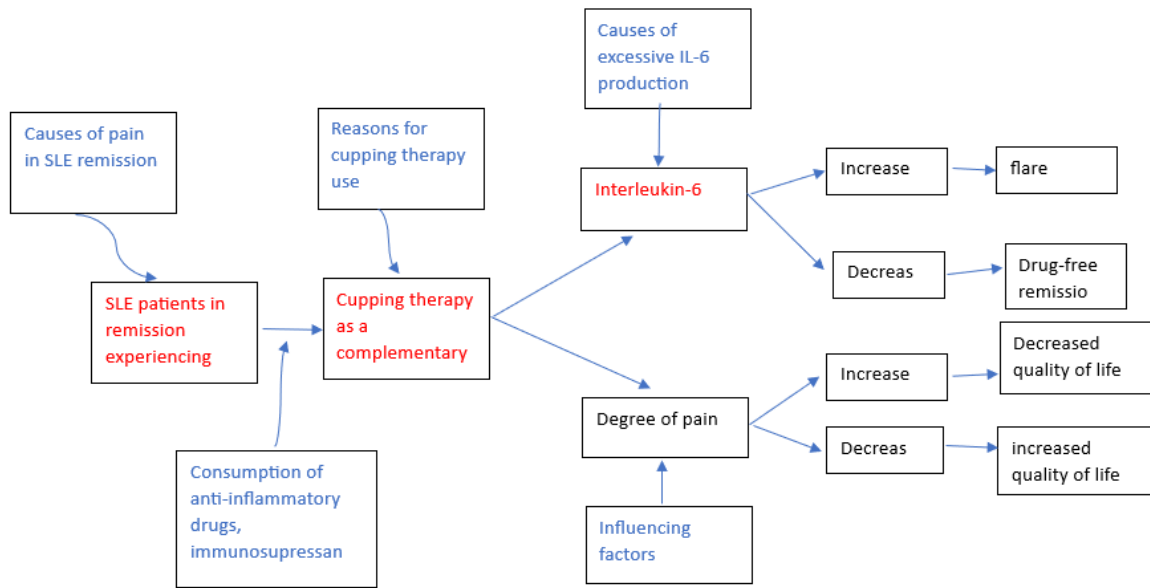 Causes of pain
in SLE remission
SLE patients in
remission
experiencing
Consumption of
anti-inflammatory
drugs,
immunosupressan
Reasons for
cupping therapy
use
Cupping therapy
as a
complementary
Causes of
excessive IL-6
production
Interleukin-6
Increase
flare
Decreas
Drug-free
remissio
Degree of pain
Increase
Decreased
quality of life
Decreas
increased
quality of life
Influencing
factors